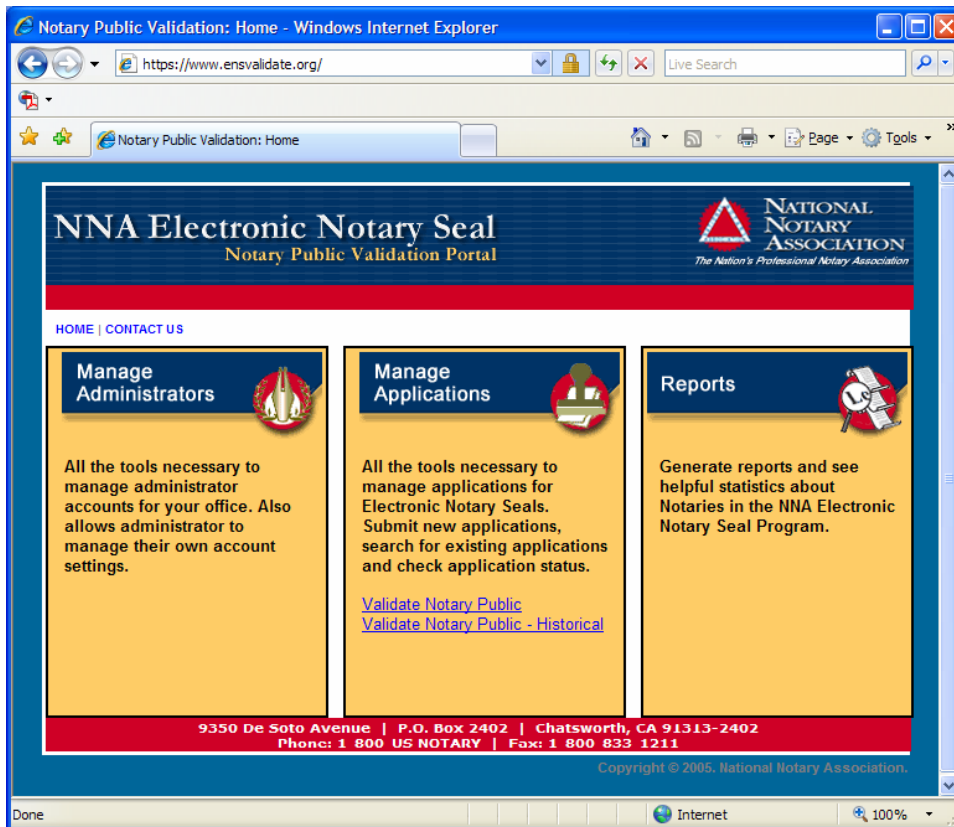 Notary Public Validation: Home - Windows Internet Explorer
https://www.ensvalidate.org/
Live Search
Notary Public Validation: Home
Page
Tools
»
NNA Electronic Notary Seal
Notary Public Validation Portal
NATIONAL
NOTARY
ASSOCIATION
The Nation's Professional Notary Association
HOME | CONTACT US
Manage
Administrators
All the tools necessary to
manage administrator
accounts for your office. Also
allows administrator to
manage their own account
settings.
Manage
Applications
All the tools necessary to
manage applications for
Electronic Notary Seals.
Submit new applications,
search for existing applications
and check application status.
Validate Notary Public
Validate Notary Public - Historical
Reports
Generate reports and see
helpful statistics about
Notaries in the NNA Electronic
Notary Seal Program.
9350 De Soto Avenue | P.O. Box 2402 | Chatsworth, CA 91313-2402
Phone: 1 800 US NOTARY | Fax: 1 800 833 1211
Copyright © 2005. National Notary Association.
Done
Internet
100%